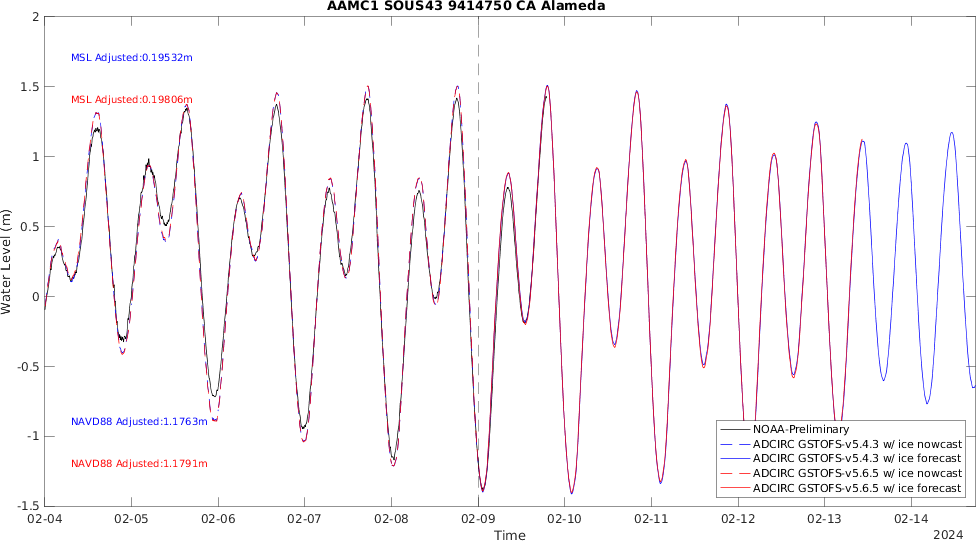 AAMC1 SOUS43 9414750 CA Alameda
2
1.5
1
0.5
0
-0.5
-1
-1.5
Water Level (m)
MSL Adjusted:0.19532m
MSL Adjusted:0.19806m
NAVD88 Adjusted:1.1763m
NAVD88 Adjusted:1.1791m
NOAA-Preliminary
ADCIRC GSTOFS-v5.4.3 w/ ice nowcast
ADCIRC GSTOFS-v5.4.3 w/ ice forecast
ADCIRC GSTOFS-v5.6.5 w/ ice nowcast
ADCIRC GSTOFS-v5.6.5 w/ ice forecast
02-04 02-05 02-06 02-07 02-08 02-09 02-10 02-11 02-12 02-13 02-14
Time
2024